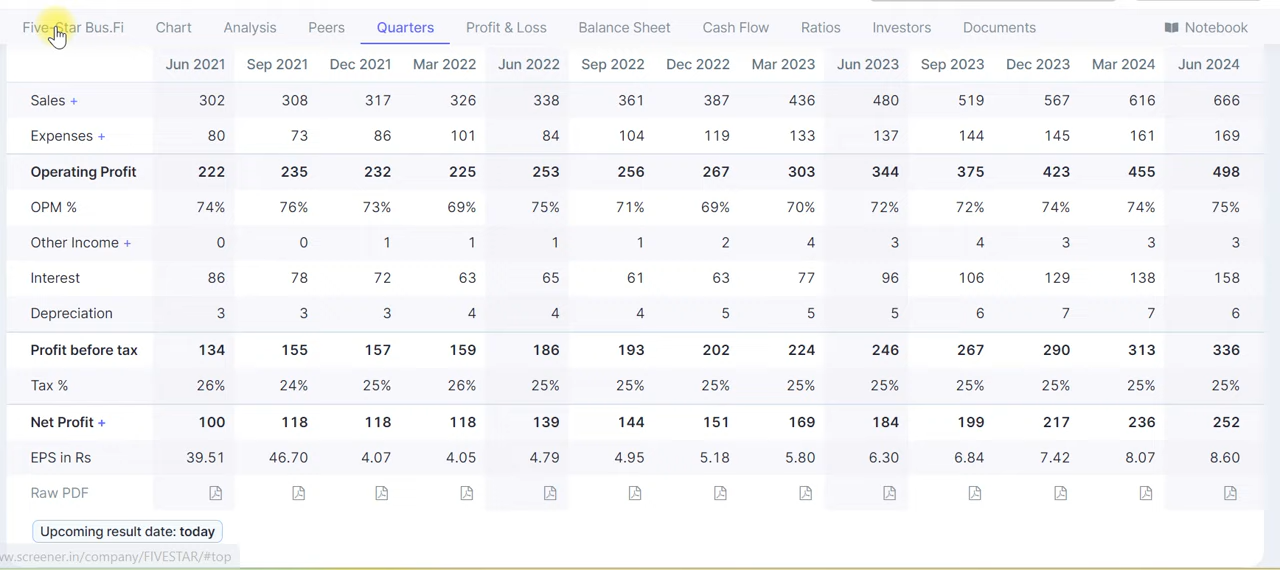 Five-Star Bus.Fi Chart Analysis Peers Quarters Profit & Loss Balance Sheet Cash Flow Ratios Investors Documents Notebook
Jun 2021 Sep 2021 Dec 2021 Mar 2022 Jun 2022 Sep 2022 Dec 2022 Mar 2023 Jun 2023 Sep 2023 Dec 2023 Mar 2024 Jun 2024
Sales + 302 308 317 326 338 361 387 436 480 519 567 616 666
Expenses + 80 73 86 101 84 104 119 133 137 144 145 161 169
Operating Profit 222 235 232 225 253 256 267 303 344 375 423 455 498
OPM % 74% 76% 73% 69% 75% 71% 69% 70% 72% 72% 74% 74% 75%
Other Income + 0 0 1 1 1 1 2 4 3 4 3 3 3
Interest 86 78 72 63 65 61 63 77 96 106 129 138 158
Depreciation 3 3 3 4 4 4 5 5 5 6 7 7 6
Profit before tax 134 155 157 159 186 193 202 224 246 267 290 313 336
Tax % 26% 24% 25% 26% 25% 25% 25% 25% 25% 25% 25% 25% 25%
Net Profit + 100 118 118 118 139 144 151 169 184 199 217 236 252
EPS in Rs 39.51 46.70 4.07 4.05 4.79 4.95 5.18 5.80 6.30 6.84 7.42 8.07 8.60
Raw PDF
Upcoming result date: today
ww.screener.in/company/FIVESTAR/#top